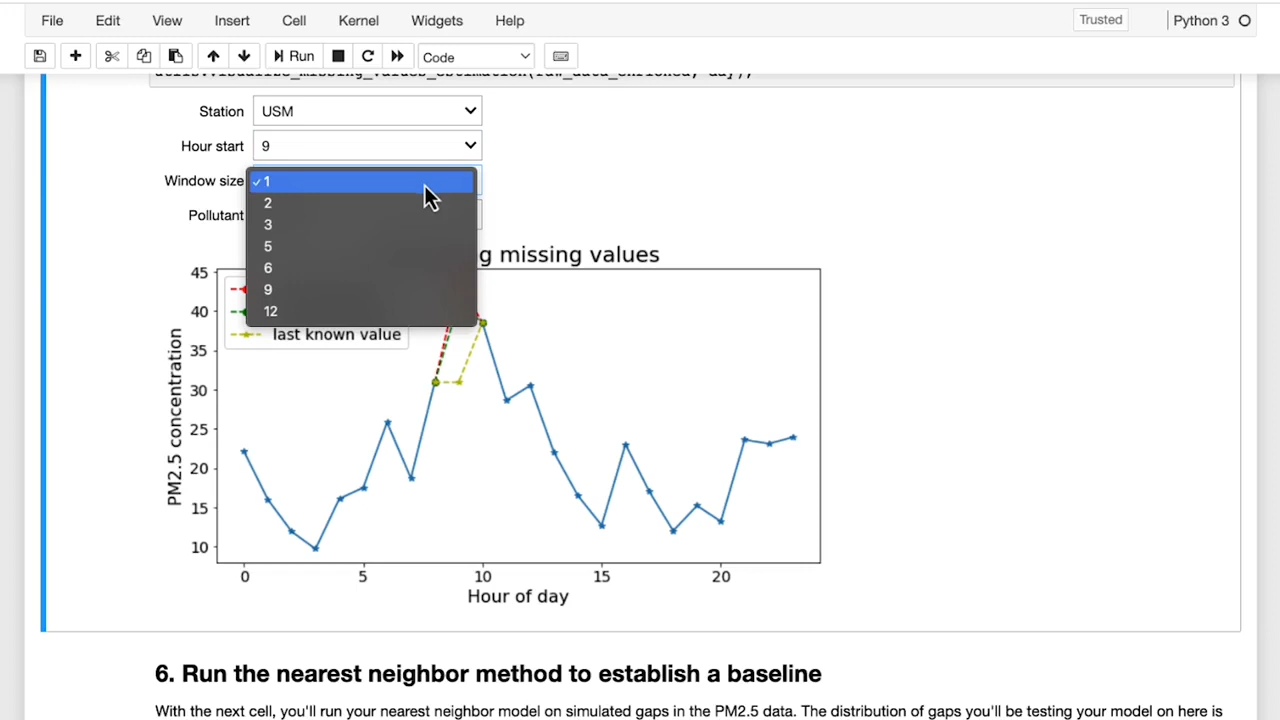 File Edit View Insert Cell Kernel Widgets Help Trusted Python 3
Run Code
Station USM
Hour start 9
Window size 1
2
3
5
6
9
12
Pollutant
g missing values
last known value
45
40
35
30
25
20
15
10
PM2.5 concentration
0 5 10 15 20
Hour of day
6. Run the nearest neighbor method to establish a baseline
With the next cell, you'll run your nearest neighbor model on simulated gaps in the PM2.5 data. The distribution of gaps you'll be testing your model on here is